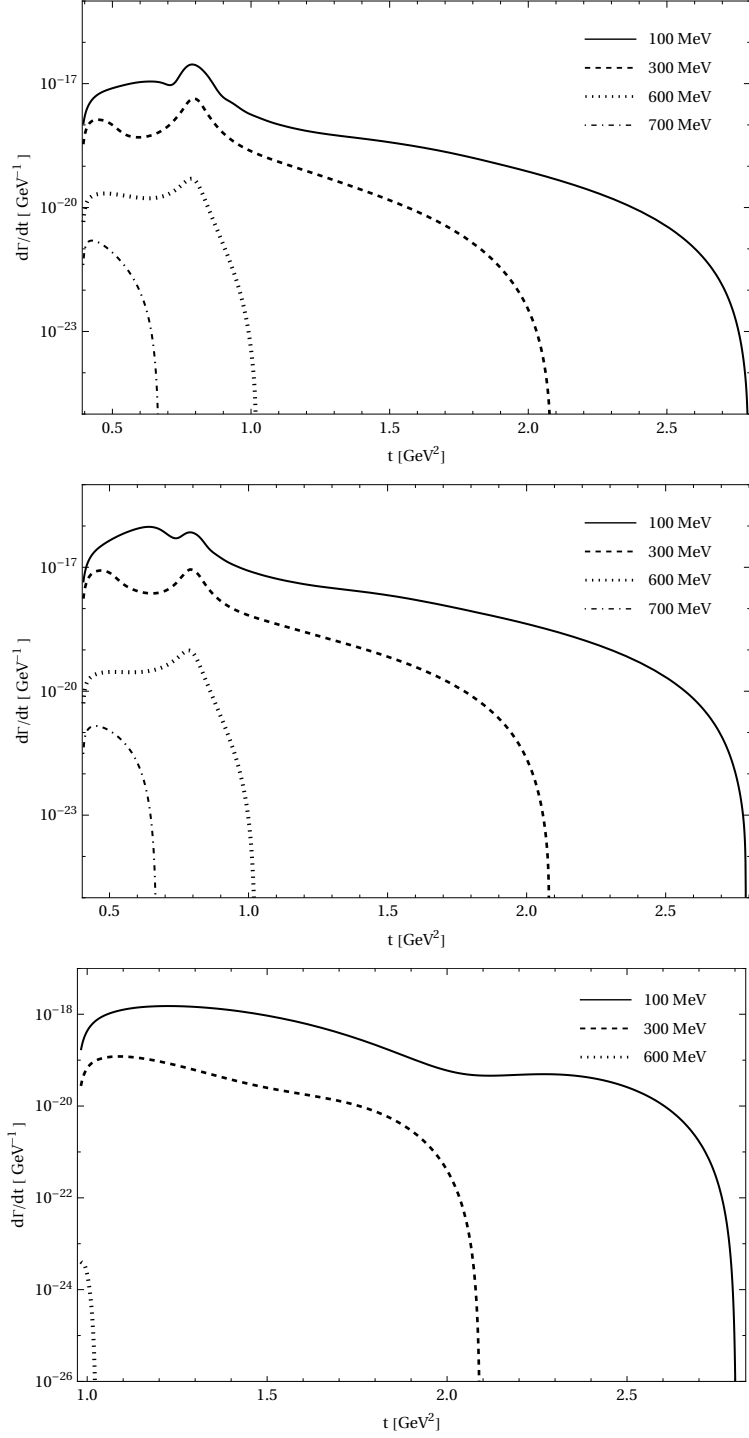 100 MeV
300 MeV
600 MeV
700 MeV
10^-17
10^-20
10^-23
dΓ/dt [ GeV^-1 ]
0.5 1.0 1.5 2.0 2.5
t [GeV^2]
100 MeV
300 MeV
600 MeV
700 MeV
10^-17
10^-20
10^-23
dΓ/dt [ GeV^-1 ]
0.5 1.0 1.5 2.0 2.5
t [GeV^2]
100 MeV
300 MeV
600 MeV
10^-18
10^-20
10^-22
10^-24
10^-26
dΓ/dt [ GeV^-1 ]
1.0 1.5 2.0 2.5
t [GeV^2]